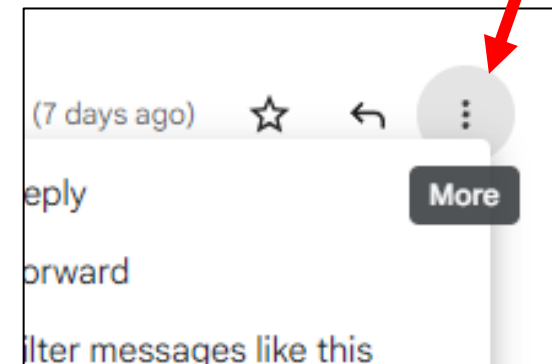 (7 days ago)
More
eply
orward
ilter messages like this